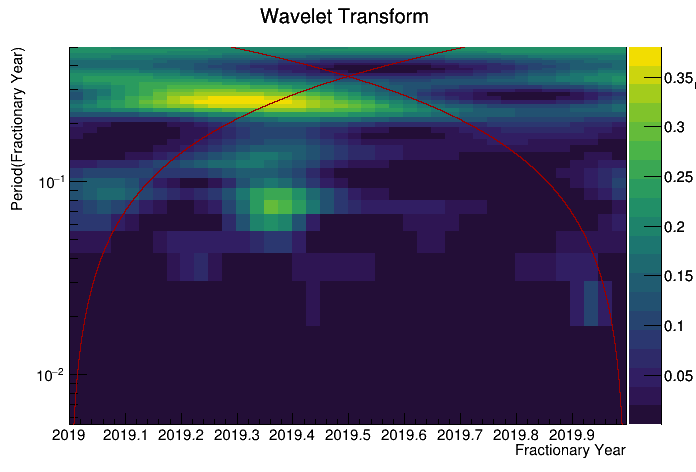 Wavelet Transform
Period(Fractionary Year)
10⁻¹
10⁻²
2019 2019.1 2019.2 2019.3 2019.4 2019.5 2019.6 2019.7 2019.8 2019.9
Fractionary Year
0.35
0.3
0.25
0.2
0.15
0.1
0.05